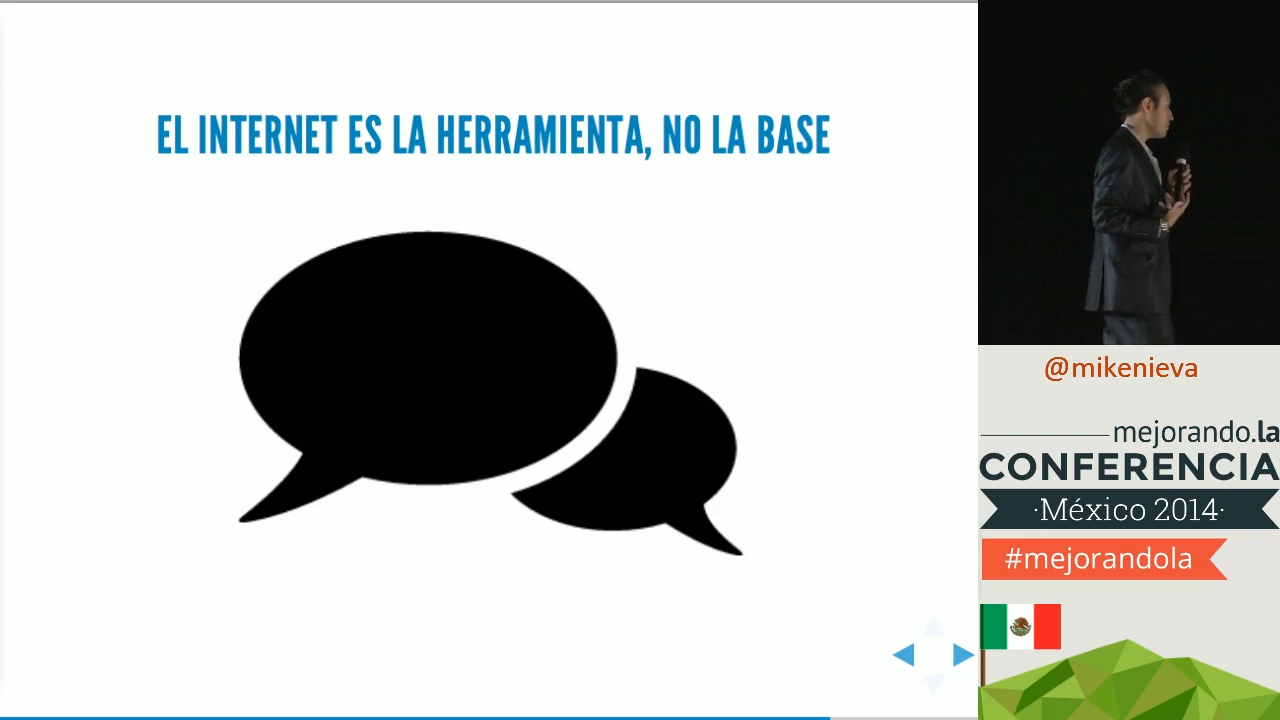 EL INTERNET ES LA HERRAMIENTA, NO LA BASE
@mikenieva
mejorando.la
CONFERENCIA
·México 2014·
#mejorandola